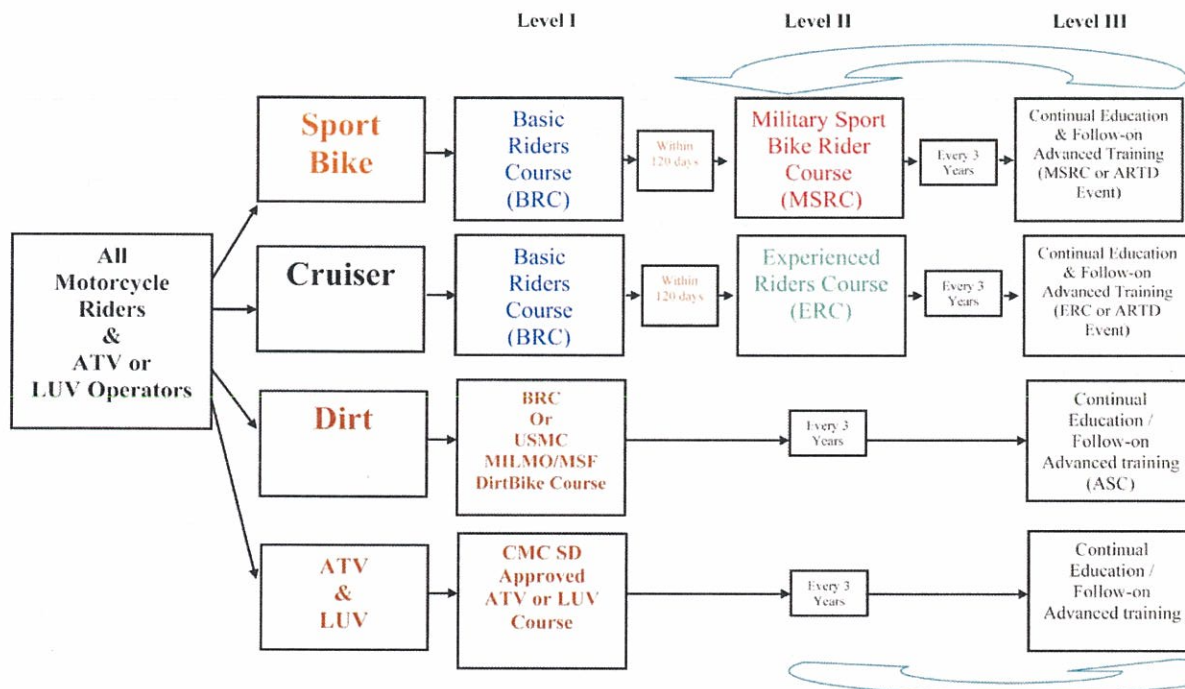 Level I
Level II
Level III
Sport
Bike
Basic
Riders
Course
(BRC)
Within
120 days
Military Sport
Bike Rider
Course
(MSRC)
Every 3
Years
Continual Education
& Follow-on
Advanced Training
(MSRC or ARTD
Event)
All
Motorcycle
Riders
&
ATV or
LUV Operators
Cruiser
Basic
Riders
Course
(BRC)
Within
120 days
Experienced
Riders Course
(ERC)
Every 3
Years
Continual Education
& Follow-on
Advanced Training
(ERC or ARTD
Event)
Dirt
BRC
Or
USMC
MILMO/MSF
DirtBike Course
Every 3
Years
Continual
Education /
Follow-on
Advanced training
(ASC)
ATV
&
LUV
CMC SD
Approved
ATV or LUV
Course
Every 3
Years
Continual
Education /
Follow-on
Advanced training